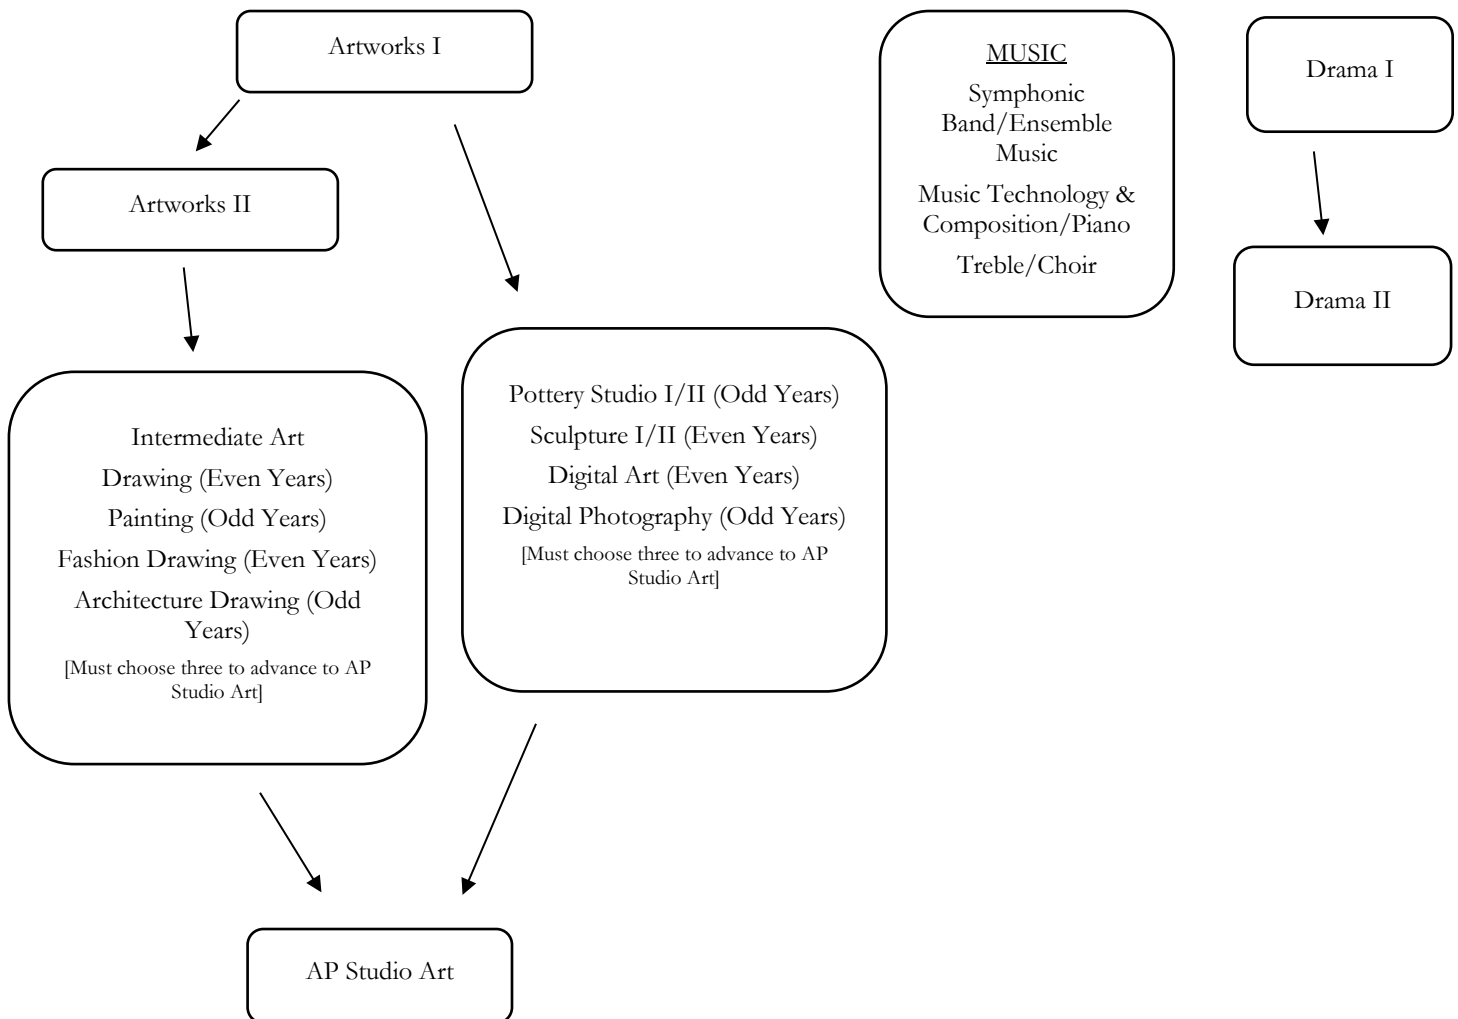 Artworks I
MUSIC
Symphonic
Band/Ensemble
Music
Music Technology &
Composition/Piano
Treble/Choir
Drama I
Artworks II
Drama II
Intermediate Art
Drawing (Even Years)
Painting (Odd Years)
Fashion Drawing (Even Years)
Architecture Drawing (Odd
Years)
[Must choose three to advance to AP
Studio Art]
Pottery Studio I/II (Odd Years)
Sculpture I/II (Even Years)
Digital Art (Even Years)
Digital Photography (Odd Years)
[Must choose three to advance to AP
Studio Art]
AP Studio Art